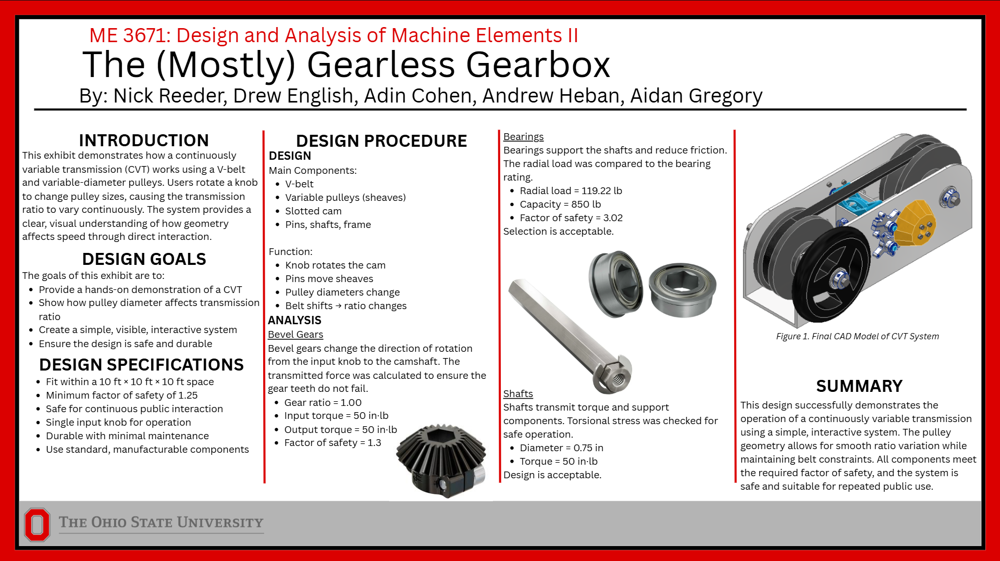 ME 3671: Design and Analysis of Machine Elements II
The (Mostly) Gearless Gearbox
By: Nick Reeder, Drew English, Adin Cohen, Andrew Heban, Aidan Gregory
INTRODUCTION
This exhibit demonstrates how a continuously
variable transmission (CVT) works using a V-belt
and variable-diameter pulleys. Users rotate a knob
to change pulley sizes, causing the transmission
ratio to vary continuously. The system provides a
clear, visual understanding of how geometry
affects speed through direct interaction.
DESIGN GOALS
The goals of this exhibit are to:
• Provide a hands-on demonstration of a CVT
• Show how pulley diameter affects transmission
ratio
• Create a simple, visible, interactive system
• Ensure the design is safe and durable
DESIGN SPECIFICATIONS
• Fit within a 10 ft × 10 ft × 10 ft space
• Minimum factor of safety of 1.25
• Safe for continuous public interaction
• Single input knob for operation
• Durable with minimal maintenance
• Use standard, manufacturable components
DESIGN PROCEDURE
DESIGN
Main Components:
• V-belt
• Variable pulleys (sheaves)
• Slotted cam
• Pins, shafts, frame
Function:
• Knob rotates the cam
• Pins move sheaves
• Pulley diameters change
• Belt shifts → ratio changes
ANALYSIS
Bevel Gears
Bevel gears change the direction of rotation
from the input knob to the camshaft. The
transmitted force was calculated to ensure the
gear teeth do not fail.
• Gear ratio = 1.00
• Input torque = 50 in·lb
• Output torque = 50 in·lb
• Factor of safety = 1.3
Bearings
Bearings support the shafts and reduce friction.
The radial load was compared to the bearing
rating.
• Radial load = 119.22 lb
• Capacity = 850 lb
• Factor of safety = 3.02
Selection is acceptable.
Shafts
Shafts transmit torque and support
components. Torsional stress was checked for
safe operation.
• Diameter = 0.75 in
• Torque = 50 in·lb
Design is acceptable.
Figure 1. Final CAD Model of CVT System
SUMMARY
This design successfully demonstrates the
operation of a continuously variable transmission
using a simple, interactive system. The pulley
geometry allows for smooth ratio variation while
maintaining belt constraints. All components meet
the required factor of safety, and the system is
safe and suitable for repeated public use.
THE OHIO STATE UNIVERSITY